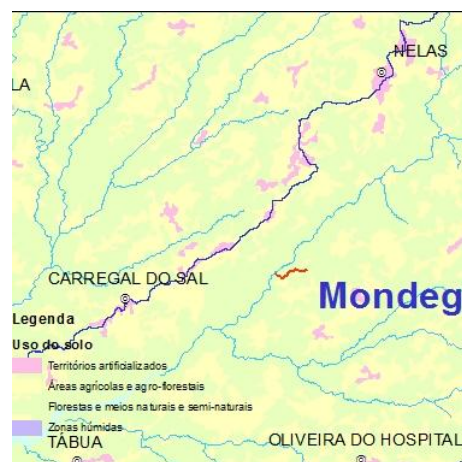 NELAS
LA
CARREGAL DO SAL
Mondeg
Legenda
Uso do solo
Territórios artificializados
Áreas agrícolas e agro-florestais
Florestas e meios naturais e semi-naturais
Zonas húmidas
TÁBUA
OLIVEIRA DO HOSPITAL